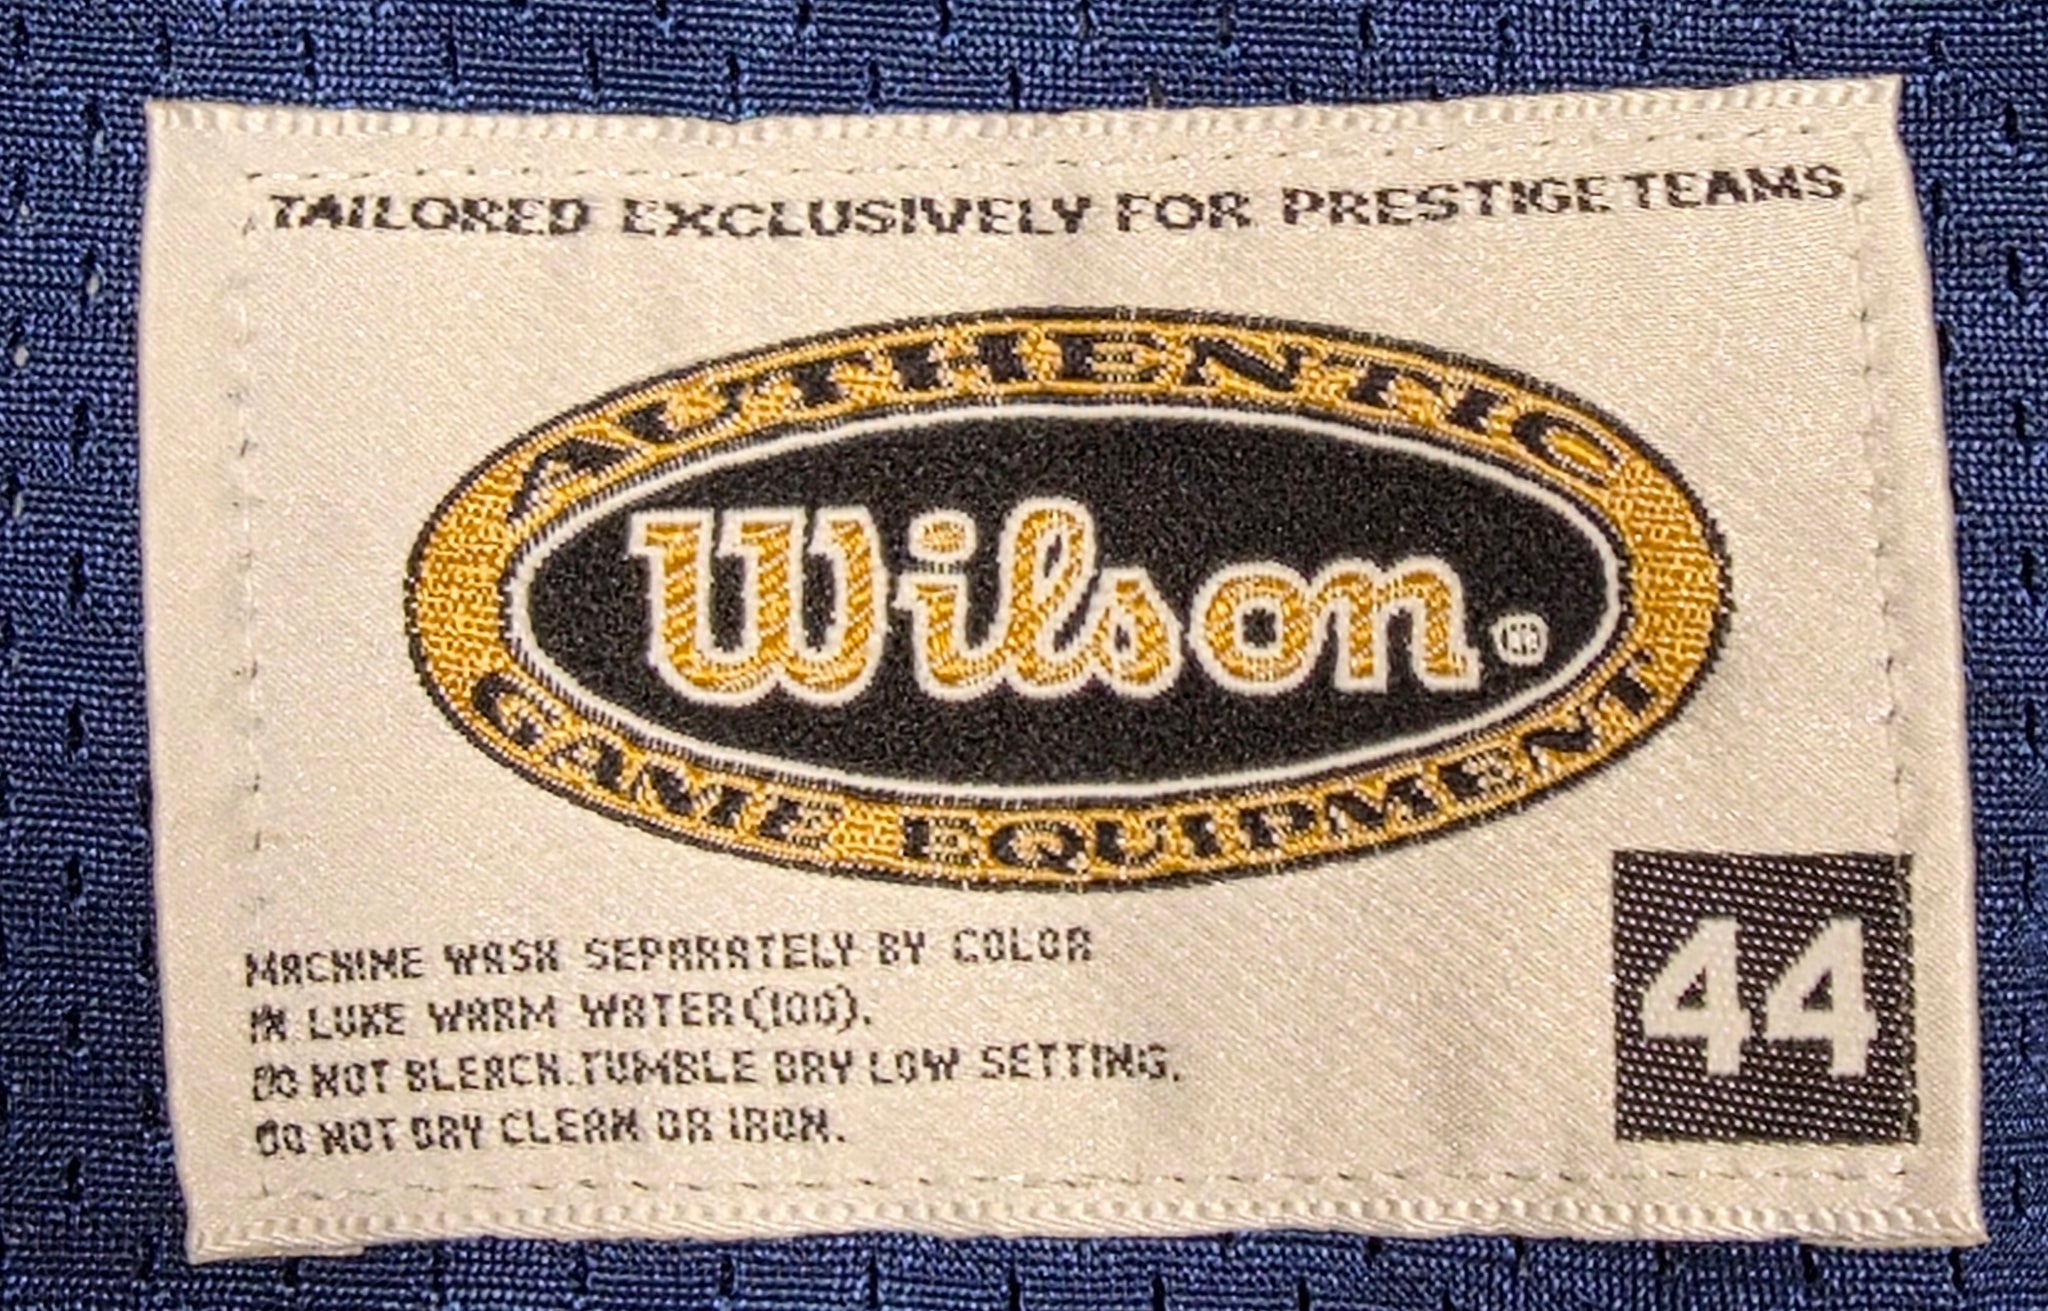 TAILORED EXCLUSIVELY FOR PRESTIGE TEAMS
AUTHENTIC
Wilson®
GAME EQUIPMENT
MACHINE WASH SEPARATELY BY COLOR
IN LUKE WARM WATER (100).
DO NOT BLEACH. TUMBLE DRY LOW SETTING.
DO NOT DRY CLEAN OR IRON.
44